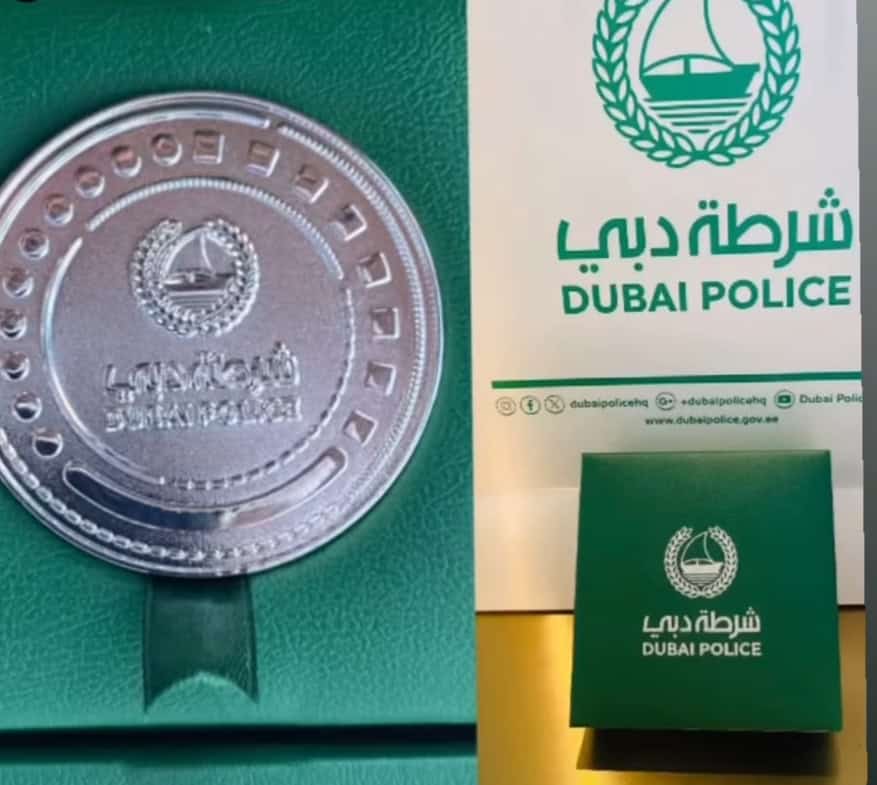 شرطة دبي
DUBAI POLICE
شرطة دبي
DUBAI POLICE
dubaipolicehq +dubaipolicehq Dubai Polic
www.dubaipolice.gov.ae
شرطة دبي
DUBAI POLICE